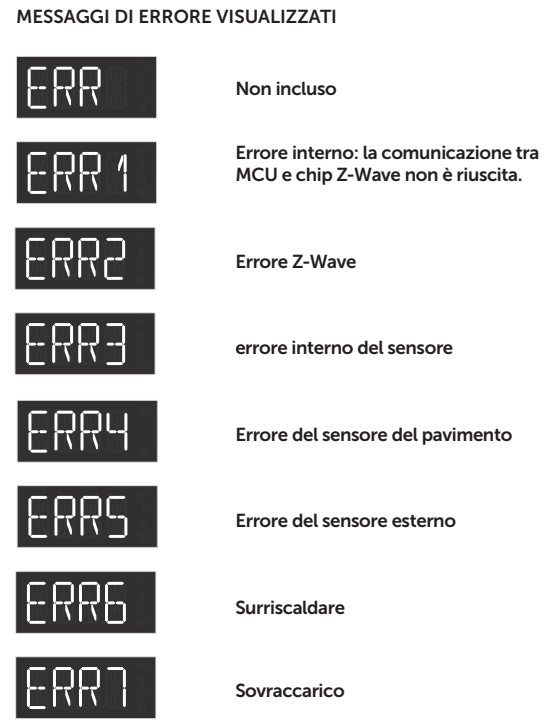 MESSAGGI DI ERRORE VISUALIZZATI
ERR
Non incluso
ERR1
Errore interno: la comunicazione tra
MCU e chip Z-Wave non è riuscita.
ERR2
Errore Z-Wave
ERR3
errore interno del sensore
ERR4
Errore del sensore del pavimento
ERR5
Errore del sensore esterno
ERR6
Surriscaldare
ERR7
Sovraccarico